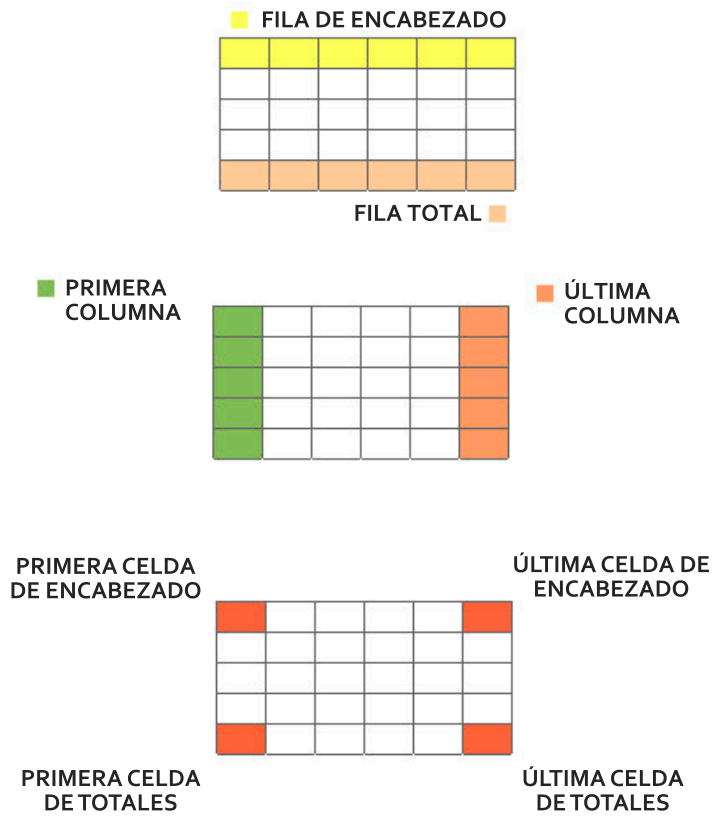 FILA DE ENCABEZADO
FILA TOTAL
PRIMERA
COLUMNA
ÚLTIMA
COLUMNA
PRIMERA CELDA
DE ENCABEZADO
ÚLTIMA CELDA DE
ENCABEZADO
PRIMERA CELDA
DE TOTALES
ÚLTIMA CELDA
DE TOTALES